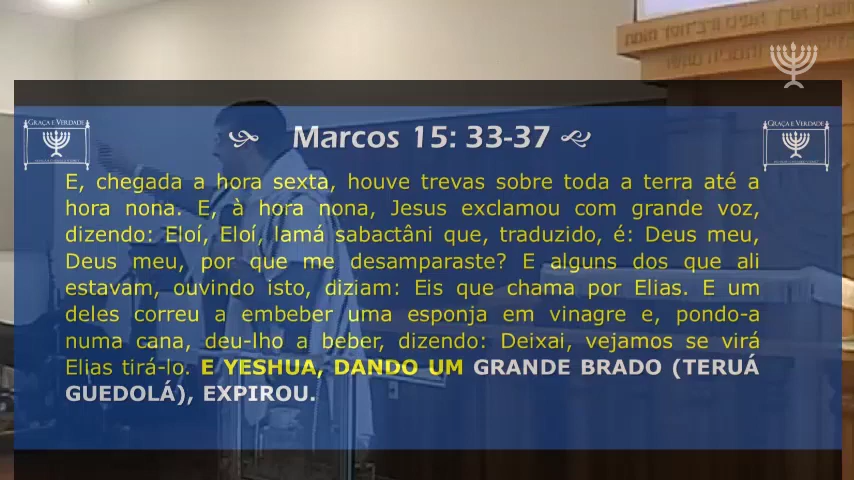 GRAÇA E VERDADE
GRAÇA E VERDADE
Marcos 15: 33-37
E, chegada a hora sexta, houve trevas sobre toda a terra até a
hora nona. E, à hora nona, Jesus exclamou com grande voz,
dizendo: Eloí, Eloí, lamá sabactâni que, traduzido, é: Deus meu,
Deus meu, por que me desamparaste? E alguns dos que ali
estavam, ouvindo isto, diziam: Eis que chama por Elias. E um
deles correu a embeber uma esponja em vinagre e, pondo-a
numa cana, deu-lho a beber, dizendo: Deixai, vejamos se virá
Elias tirá-lo. E YESHUA, DANDO UM GRANDE BRADO (TERUÁ
GUEDOLÁ), EXPIROU.